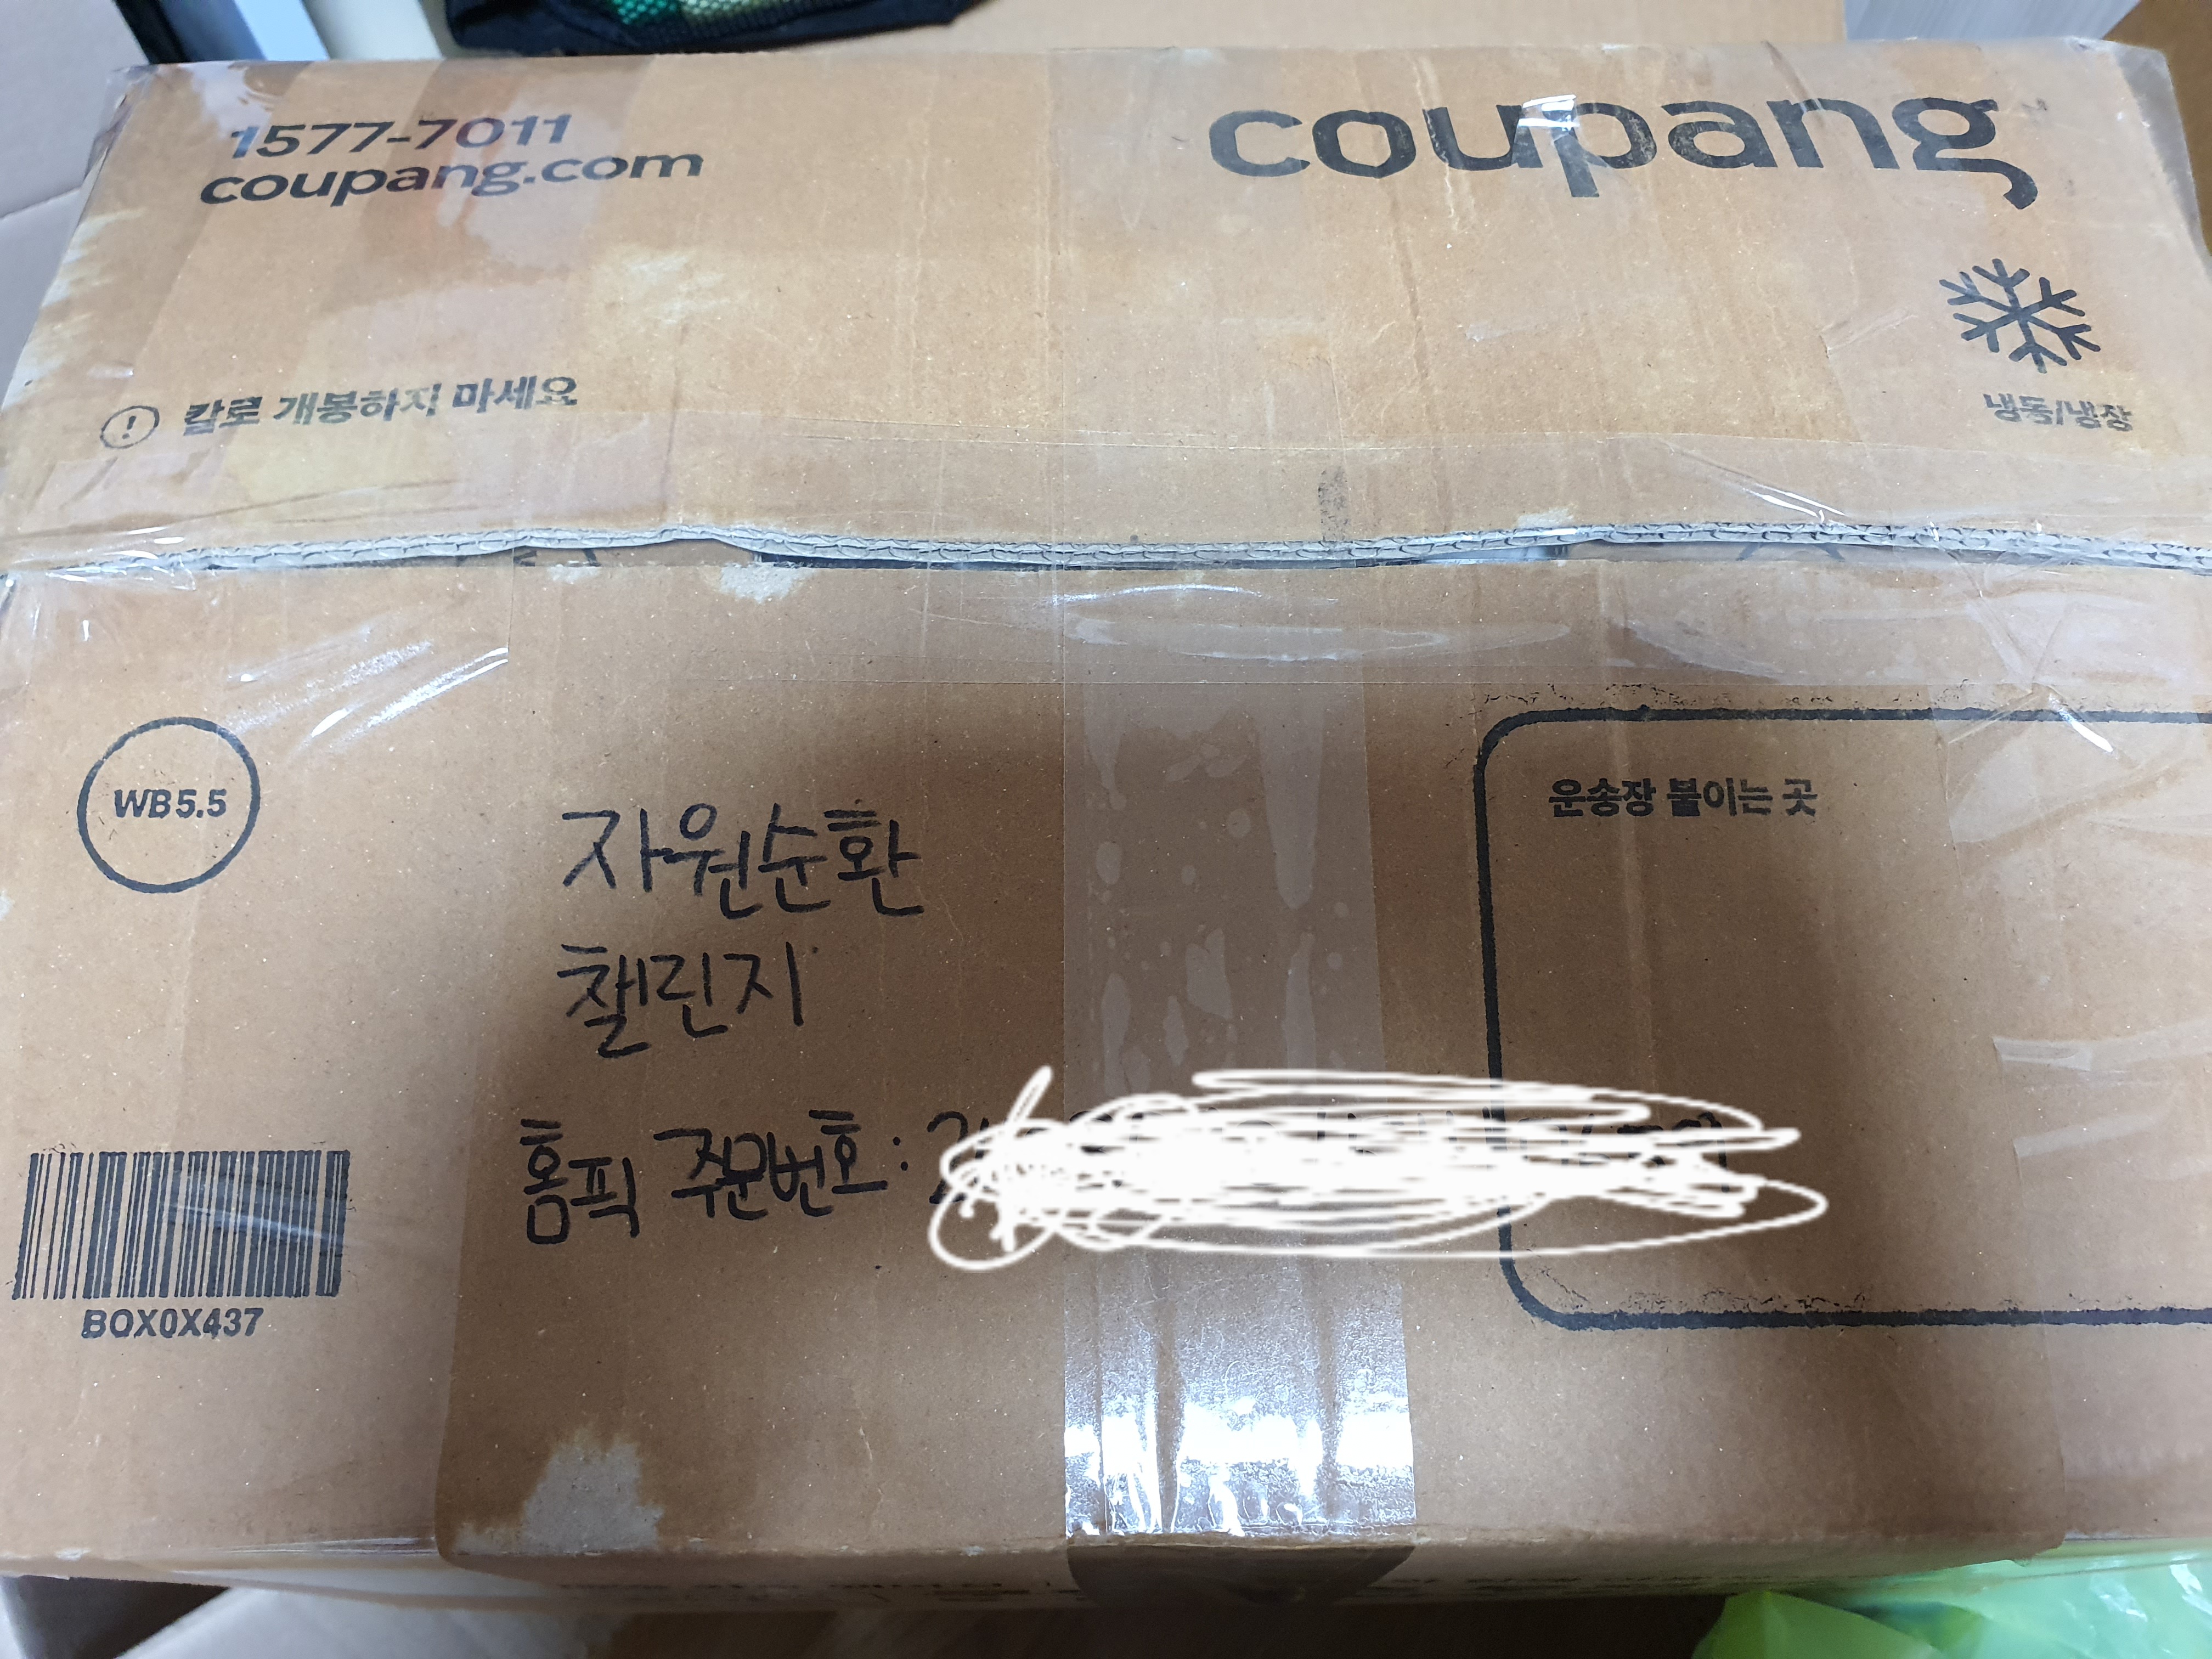 1577-7011
coupang.com
coupang
칼로 개봉하지 마세요
냉동/냉장
WB5.5
운송장 붙이는 곳
자원순환
챌린지
홈픽 주문번호:
BOX0X437